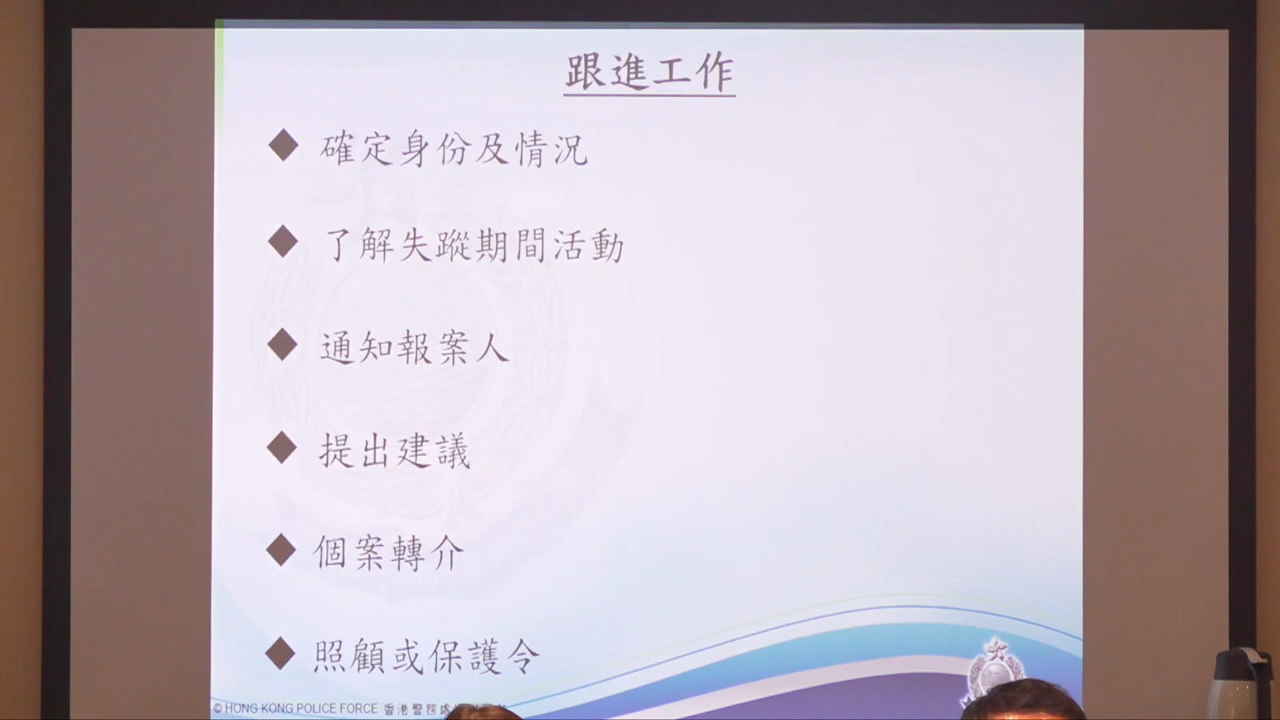 跟進工作
確定身份及情況
了解失蹤期間活動
通知報案人
提出建議
個案轉介
照顧或保護令
© HONG KONG POLICE FORCE 香港警務處